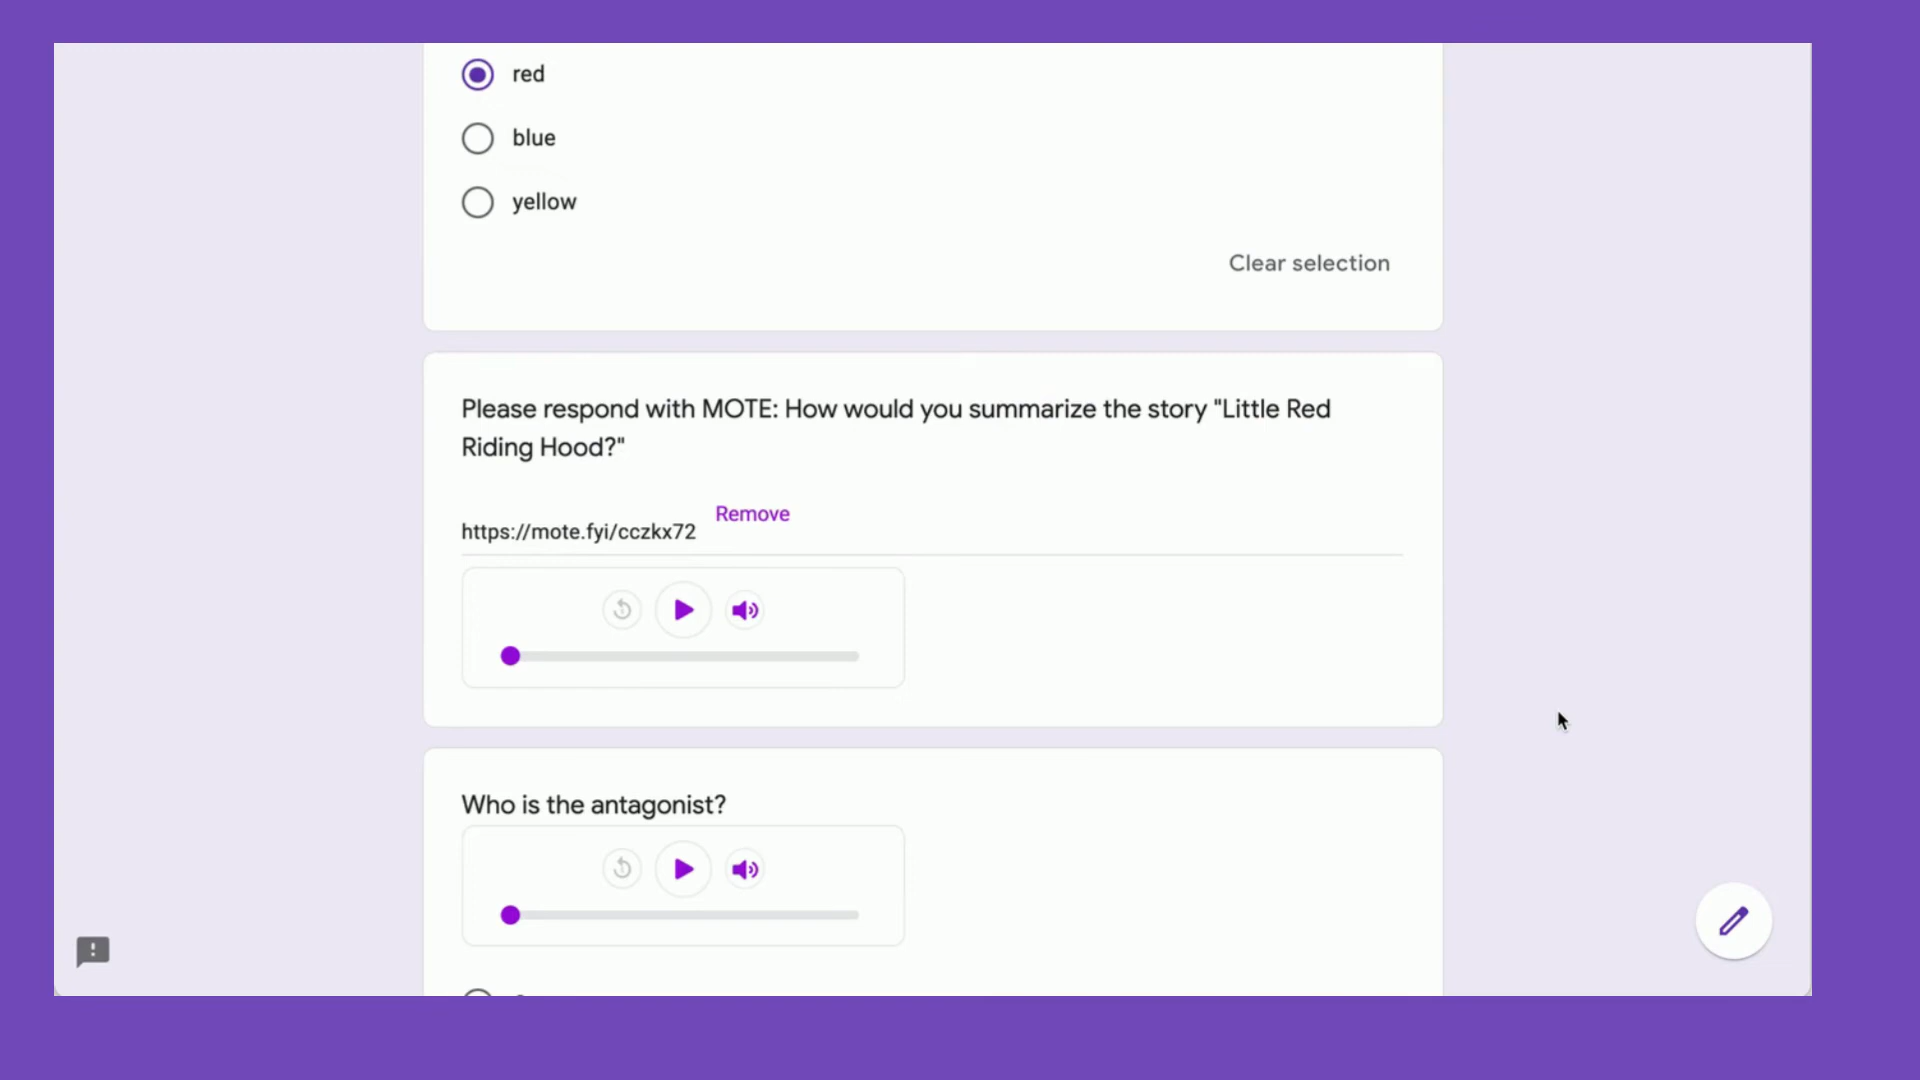 red
blue
yellow
Clear selection
Please respond with MOTE: How would you summarize the story "Little Red
Riding Hood?"
https://mote.fyi/cczkx72
Remove
Who is the antagonist?